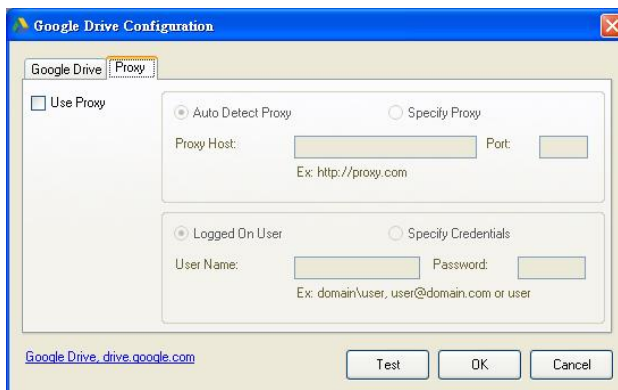 Google Drive Configuration
Google Drive Proxy
Use Proxy
Auto Detect Proxy Specify Proxy
Proxy Host: Port:
Ex: http://proxy.com
Logged On User Specify Credentials
User Name: Password:
Ex: domain\user, user@domain.com or user
Google Drive, drive.google.com
Test OK Cancel